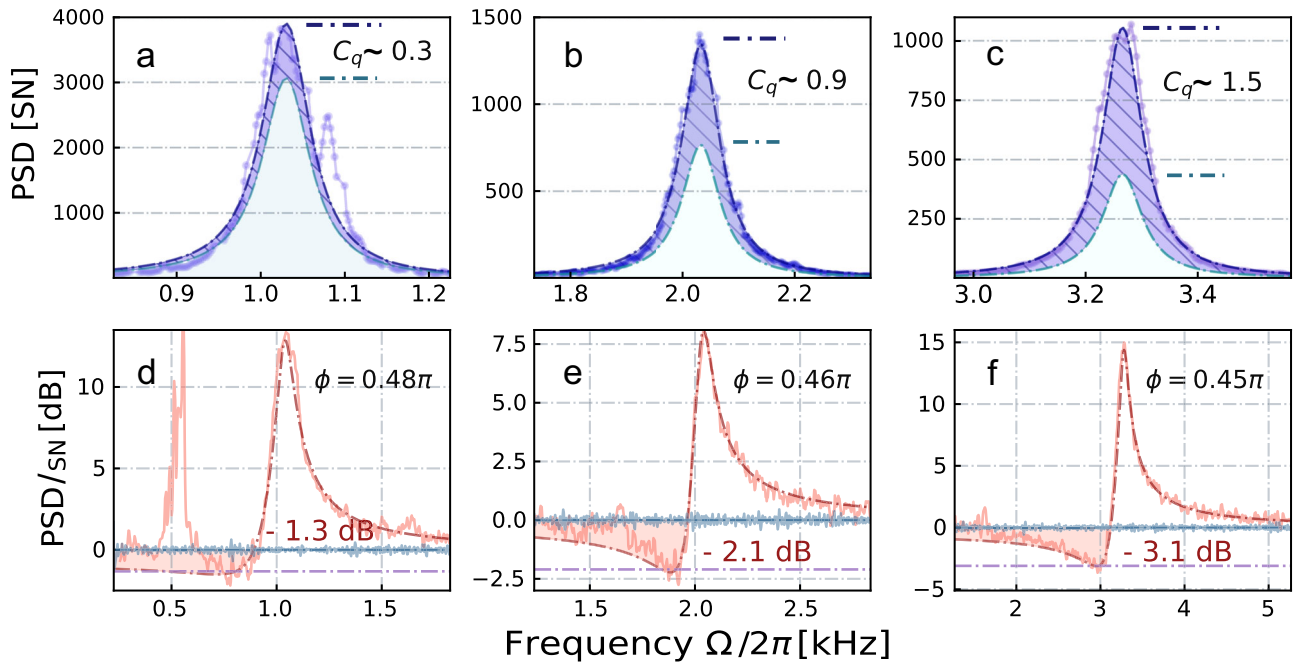 PSD [SN]
4000
3000
2000
1000
a
C_q ~ 0.3
0.9 1.0 1.1 1.2
1500
1000
500
b
C_q ~ 0.9
1.8 2.0 2.2
1000
750
500
250
c
C_q ~ 1.5
3.0 3.2 3.4
PSD/SN [dB]
10
5
0
d
ϕ = 0.48π
- 1.3 dB
0.5 1.0 1.5
7.5
5.0
2.5
0.0
−2.5
e
ϕ = 0.46π
- 2.1 dB
1.5 2.0 2.5
15
10
5
0
−5
f
ϕ = 0.45π
- 3.1 dB
2 3 4 5
Frequency Ω/2π [kHz]